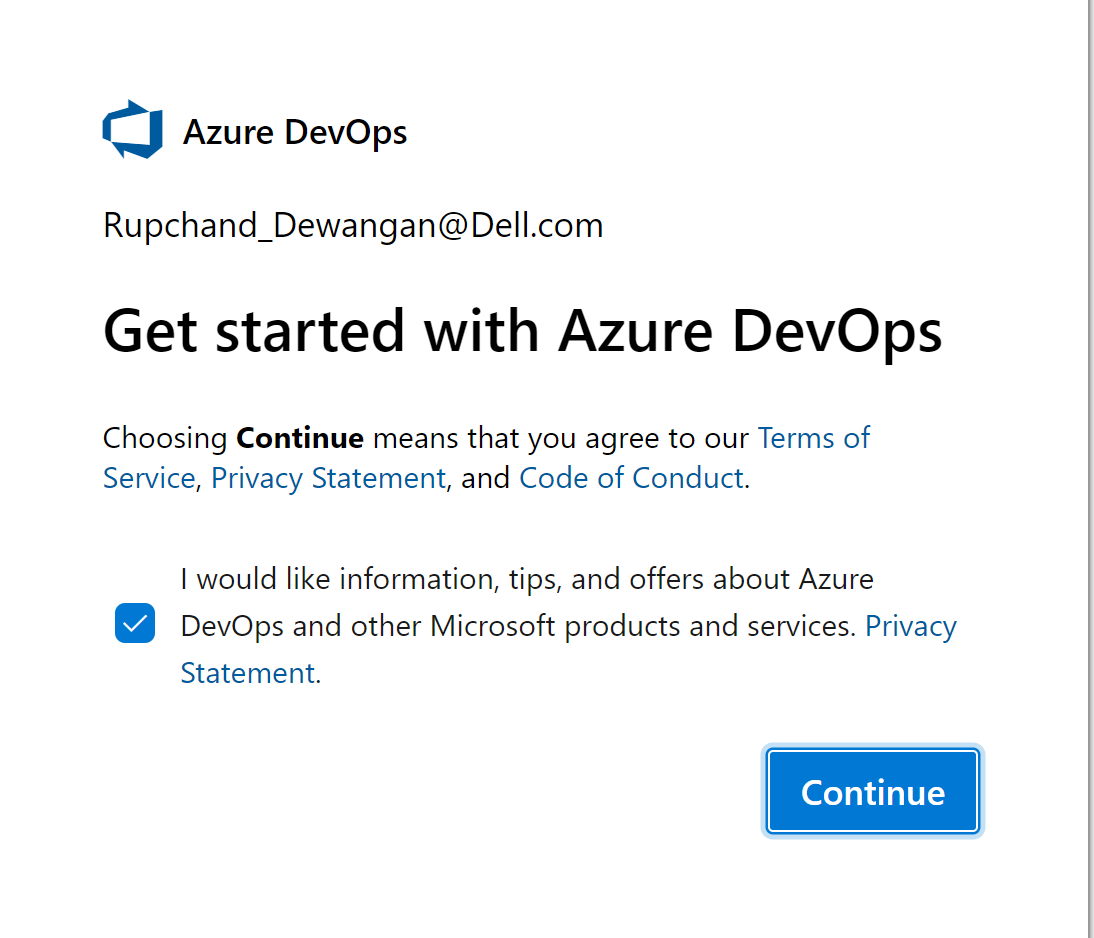 Azure DevOps
Rupchand_Dewangan@Dell.com
Get started with Azure DevOps
Choosing Continue means that you agree to our Terms of
Service, Privacy Statement, and Code of Conduct.
I would like information, tips, and offers about Azure
DevOps and other Microsoft products and services. Privacy
Statement.
Continue